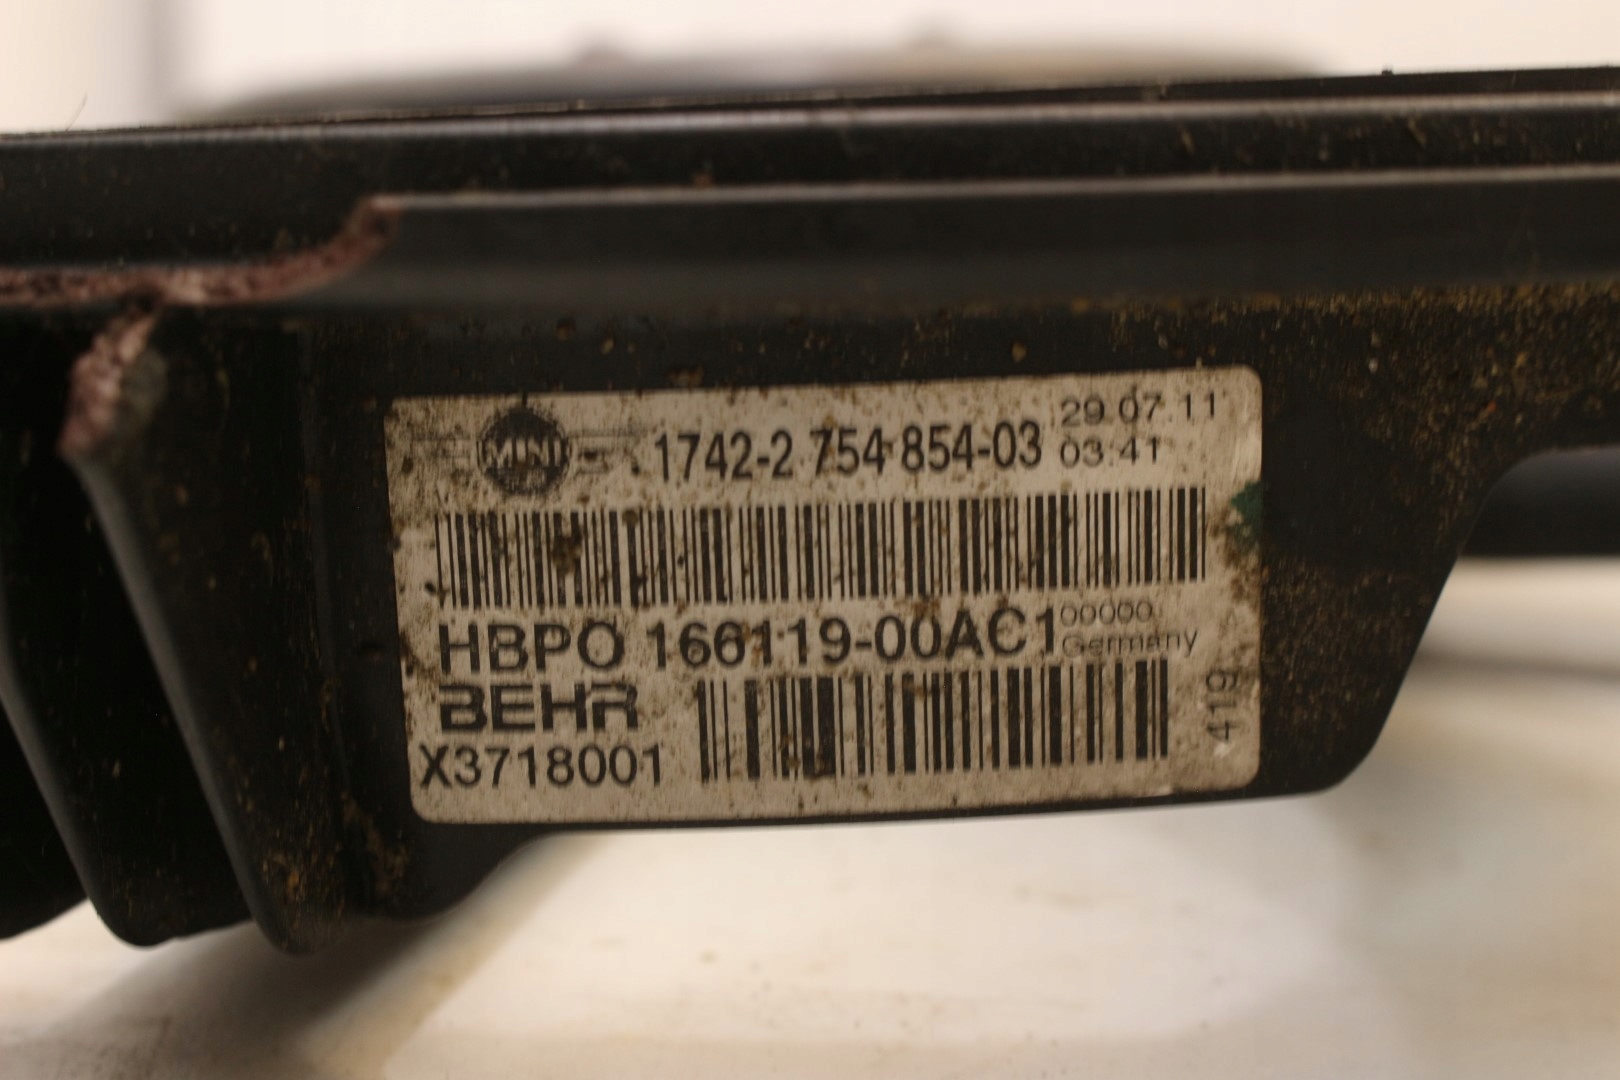 MINI
1742-2 754 854-03
29.07.11
03:41
HBPO 166119-00AC1
00000
Germany
BEHR
X3718001
419